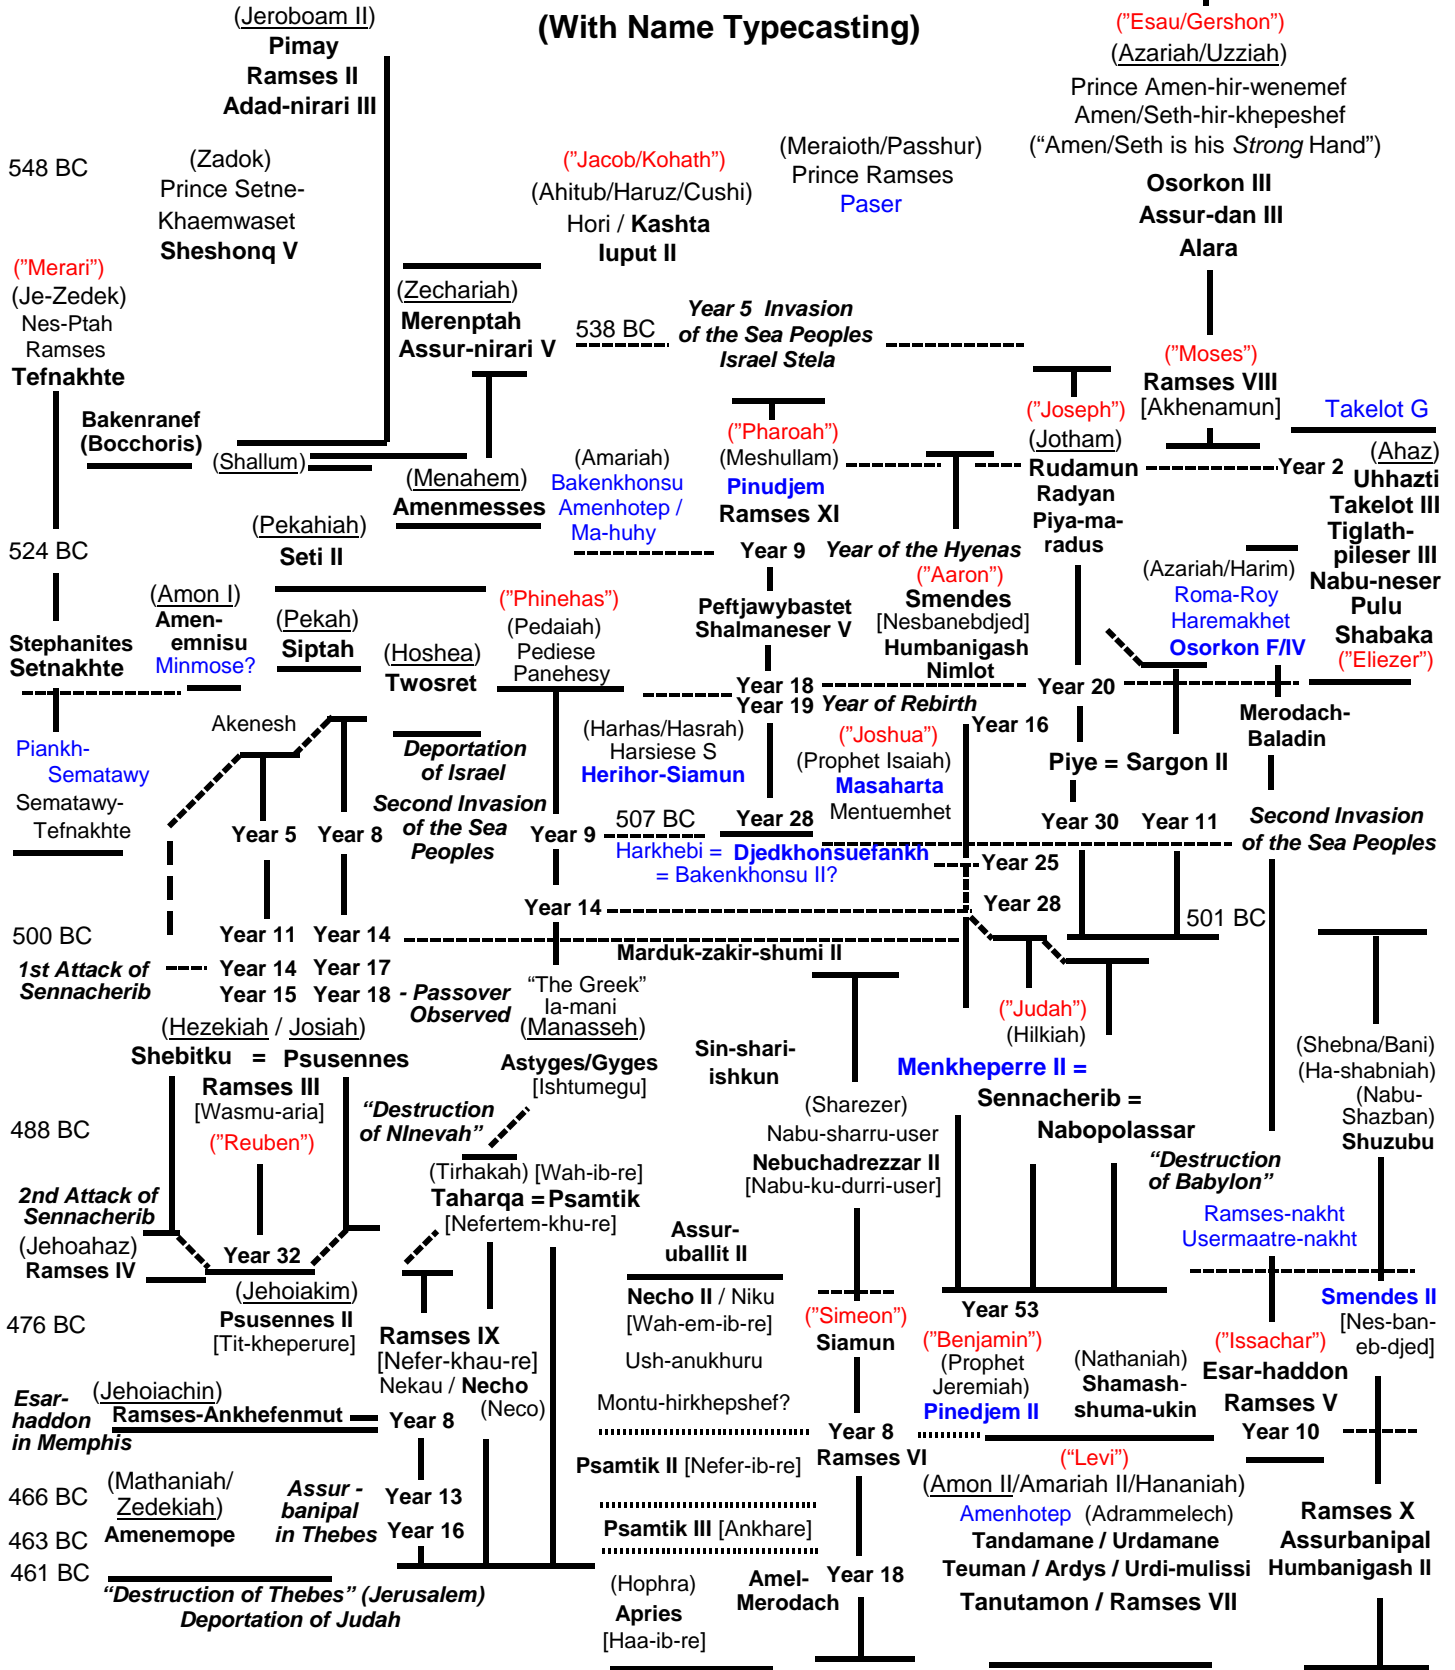 (With Name Typecasting)
(Jeroboam II)
Pimay
Ramses II
Adad-nirari III
("Esau/Gershon")
(Azariah/Uzziah)
Prince Amen-hir-wenemef
Amen/Seth-hir-khepeshef
("Amen/Seth is his Strong Hand")
Osorkon III
Assur-dan III
Alara
548 BC
(Zadok)
Prince Setne-
Khaemwaset
Sheshonq V
("Jacob/Kohath")
(Ahitub/Haruz/Cushi)
Hori / Kashta
Iuput II
(Meraioth/Passhur)
Prince Ramses
Paser
("Merari")
(Je-Zedek)
Nes-Ptah
Ramses
Tefnakhte
(Zechariah)
Merenptah
Assur-nirari V
538 BC
Year 5 Invasion
of the Sea Peoples
Israel Stela
("Moses")
Ramses VIII
[Akhenamun]
Takelot G
Bakenranef
(Bocchoris)
(Shallum)
(Menahem)
Amenmesses
(Amariah)
Bakenkhonsu
Amenhotep /
Ma-huhy
("Pharoah")
(Meshullam)
Pinudjem
Ramses XI
("Joseph")
(Jotham)
Rudamun
Radyan
Piya-ma-
radus
Year 2
(Ahaz)
Uhhazti
Takelot III
Tiglath-
pileser III
Nabu-neser
Pulu
Shabaka
("Eliezer")
524 BC
(Pekahiah)
Seti II
Year 9
Year of the Hyenas
("Aaron")
Smendes
[Nesbanebdjed]
Humbanigash
Nimlot
(Azariah/Harim)
Roma-Roy
Haremakhet
Osorkon F/IV
(Amon I)
Amen-
emnisu
Minmose?
(Pekah)
Siptah
("Phinehas")
(Pedaiah)
Pediese
Panehesy
Peftjawybastet
Shalmaneser V
Stephanites
Setnakhte
(Hoshea)
Twosret
Year 18
Year 19
Year of Rebirth
Year 20
Year 16
Merodach-
Baladin
Akenesh
Piankh-
Sematawy
Sematawy-
Tefnakhte
Deportation
of Israel
(Harhas/Hasrah)
Harsiese S
Herihor-Siamun
("Joshua")
(Prophet Isaiah)
Masaharta
Mentuemhet
Piye = Sargon II
Year 5
Year 8
Second Invasion
of the Sea
Peoples
Year 9
507 BC
Year 28
Year 30
Year 11
Second Invasion
of the Sea Peoples
Harkhebi = Djedkhonsuefankh
= Bakenkhonsu II?
Year 25
Year 14
Year 28
501 BC
500 BC
Year 11
Year 14
Marduk-zakir-shumi II
1st Attack of
Sennacherib
Year 14
Year 17
Year 15
Year 18
- Passover
Observed
"The Greek"
Ia-mani
(Manasseh)
Astyges/Gyges
[Ishtumegu]
("Judah")
(Hilkiah)
(Hezekiah / Josiah)
Shebitku = Psusennes
Ramses III
[Wasmu-aria]
("Reuben")
Sin-shari-
ishkun
Menkheperre II =
Sennacherib =
Nabopolassar
(Shebna/Bani)
(Ha-shabniah)
(Nabu-
Shazban)
Shuzubu
488 BC
"Destruction
of NInevah"
(Sharezer)
Nabu-sharru-user
Nebuchadrezzar II
[Nabu-ku-durri-user]
"Destruction
of Babylon"
(Tirhakah) [Wah-ib-re]
Taharqa = Psamtik
[Nefertem-khu-re]
2nd Attack of
Sennacherib
(Jehoahaz)
Ramses IV
Year 32
Assur-
uballit II
Ramses-nakht
Usermaatre-nakht
(Jehoiakim)
Psusennes II
[Tit-kheperure]
476 BC
Ramses IX
[Nefer-khau-re]
Nekau / Necho
(Neco)
Necho II / Niku
[Wah-em-ib-re]
Ush-anukhuru
Montu-hirkhepshef?
("Simeon")
Siamun
Year 53
("Benjamin")
(Prophet
Jeremiah)
Pinedjem II
(Nathaniah)
Shamash-
shuma-ukin
("Issachar")
Esar-haddon
Ramses V
Year 10
Smendes II
[Nes-ban-
eb-djed]
Esar-
haddon
in Memphis
(Jehoiachin)
Ramses-Ankhefenmut
Year 8
Year 8
Ramses VI
Psamtik II [Nefer-ib-re]
("Levi")
(Amon II/Amariah II/Hananiah)
Amenhotep (Adrammelech)
Tandamane / Urdamane
Teuman / Ardys / Urdi-mulissi
Tanutamon / Ramses VII
466 BC
(Mathaniah/
Zedekiah)
Amenemope
463 BC
Assur -
banipal
in Thebes
Year 13
Year 16
Psamtik III [Ankhare]
Ramses X
Assurbanipal
Humbanigash II
461 BC
"Destruction of Thebes" (Jerusalem)
Deportation of Judah
(Hophra)
Apries
[Haa-ib-re]
Amel-
Merodach
Year 18